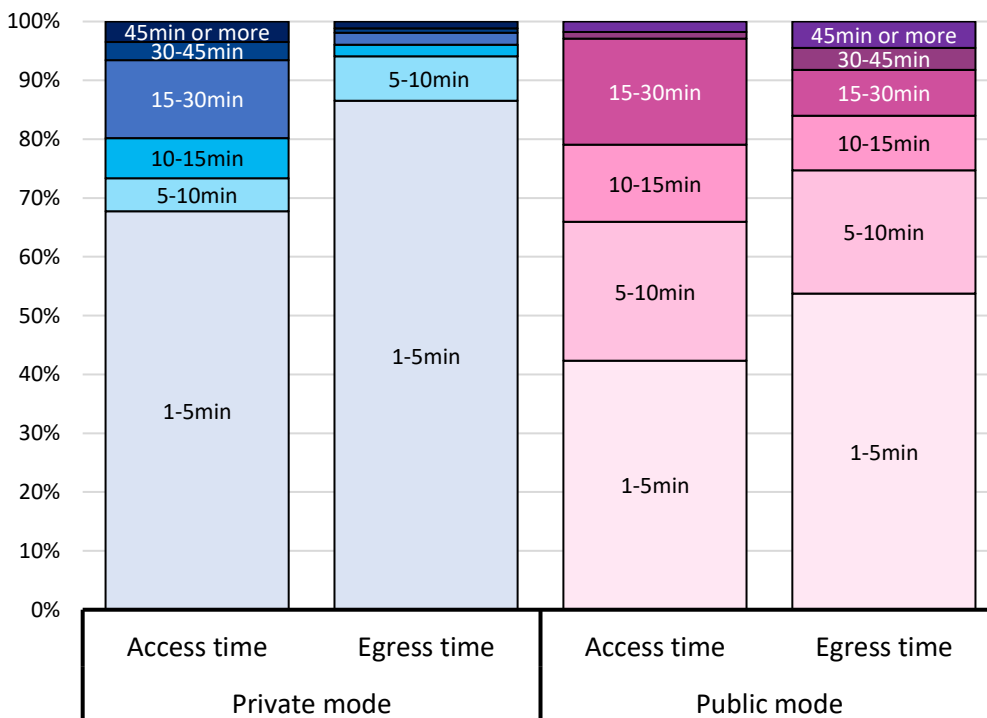 100%
90%
80%
70%
60%
50%
40%
30%
20%
10%
0%
45min or more
30-45min
15-30min
10-15min
5-10min
1-5min
5-10min
1-5min
15-30min
10-15min
5-10min
1-5min
45min or more
30-45min
15-30min
10-15min
5-10min
1-5min
Access time
Egress time
Access time
Egress time
Private mode
Public mode